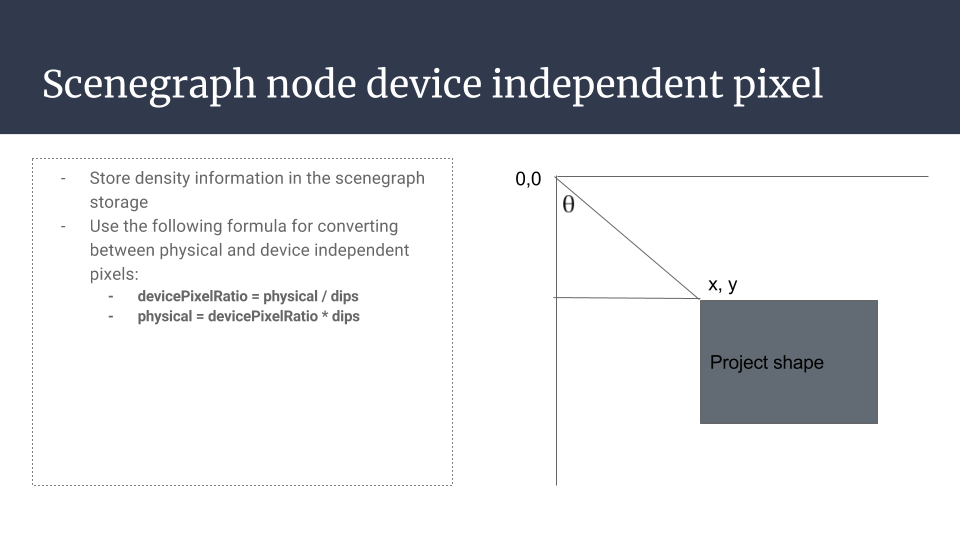 Scenegraph node device independent pixel
- Store density information in the scenegraph
storage
- Use the following formula for converting
between physical and device independent
pixels:
- devicePixelRatio = physical / dips
- physical = devicePixelRatio * dips
0,0
θ
x, y
Project shape